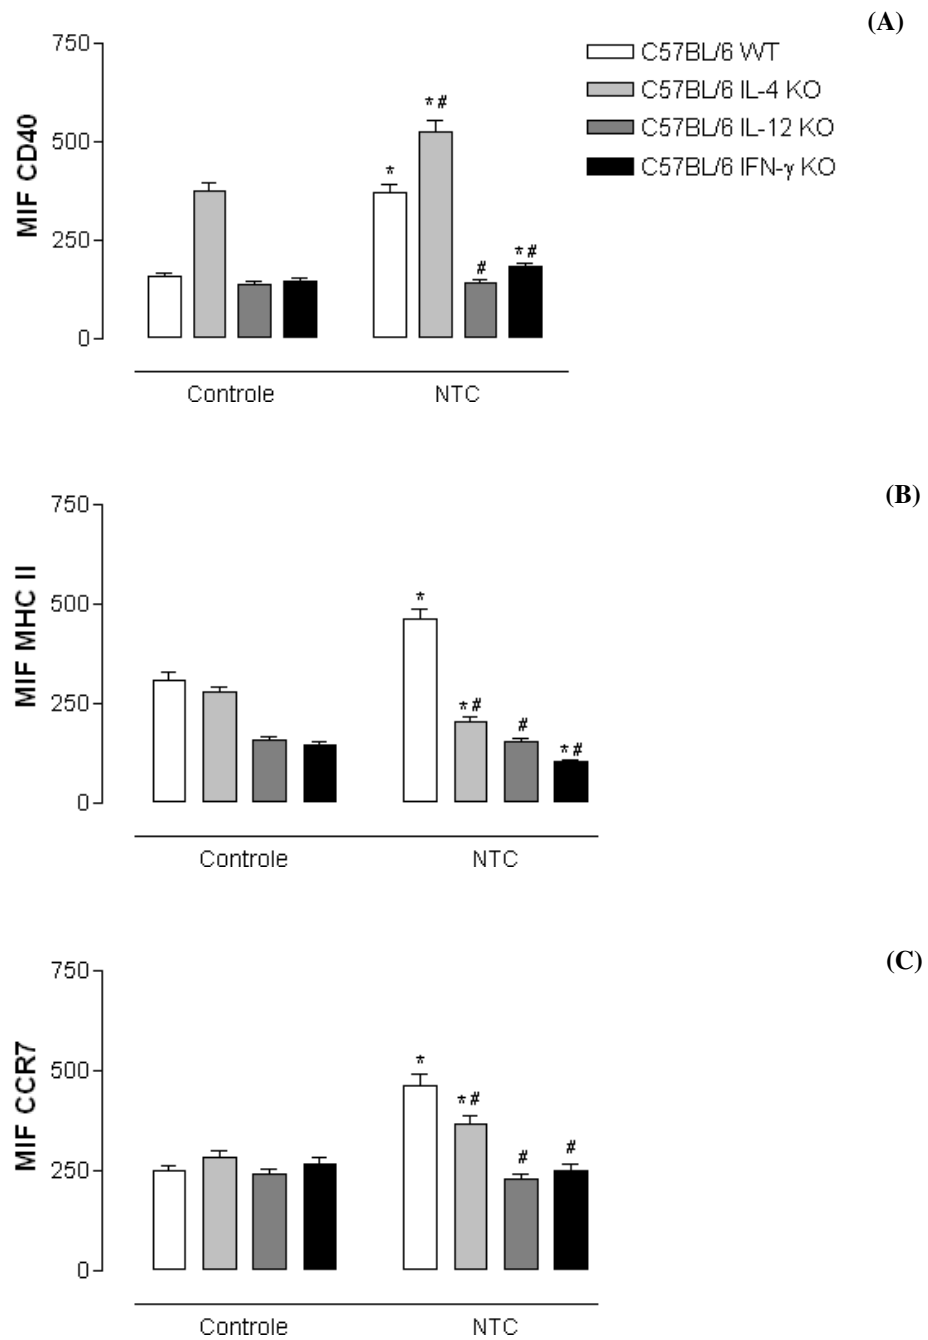 (A)
750
500
250
0
MIF CD40
* 
* #
#
* #
C57BL/6 WT
C57BL/6 IL-4 KO
C57BL/6 IL-12 KO
C57BL/6 IFN-γ KO
Controle NTC
(B)
750
500
250
0
MIF MHC II
*
* #
#
* #
Controle NTC
(C)
750
500
250
0
MIF CCR7
*
* #
#
#
Controle NTC